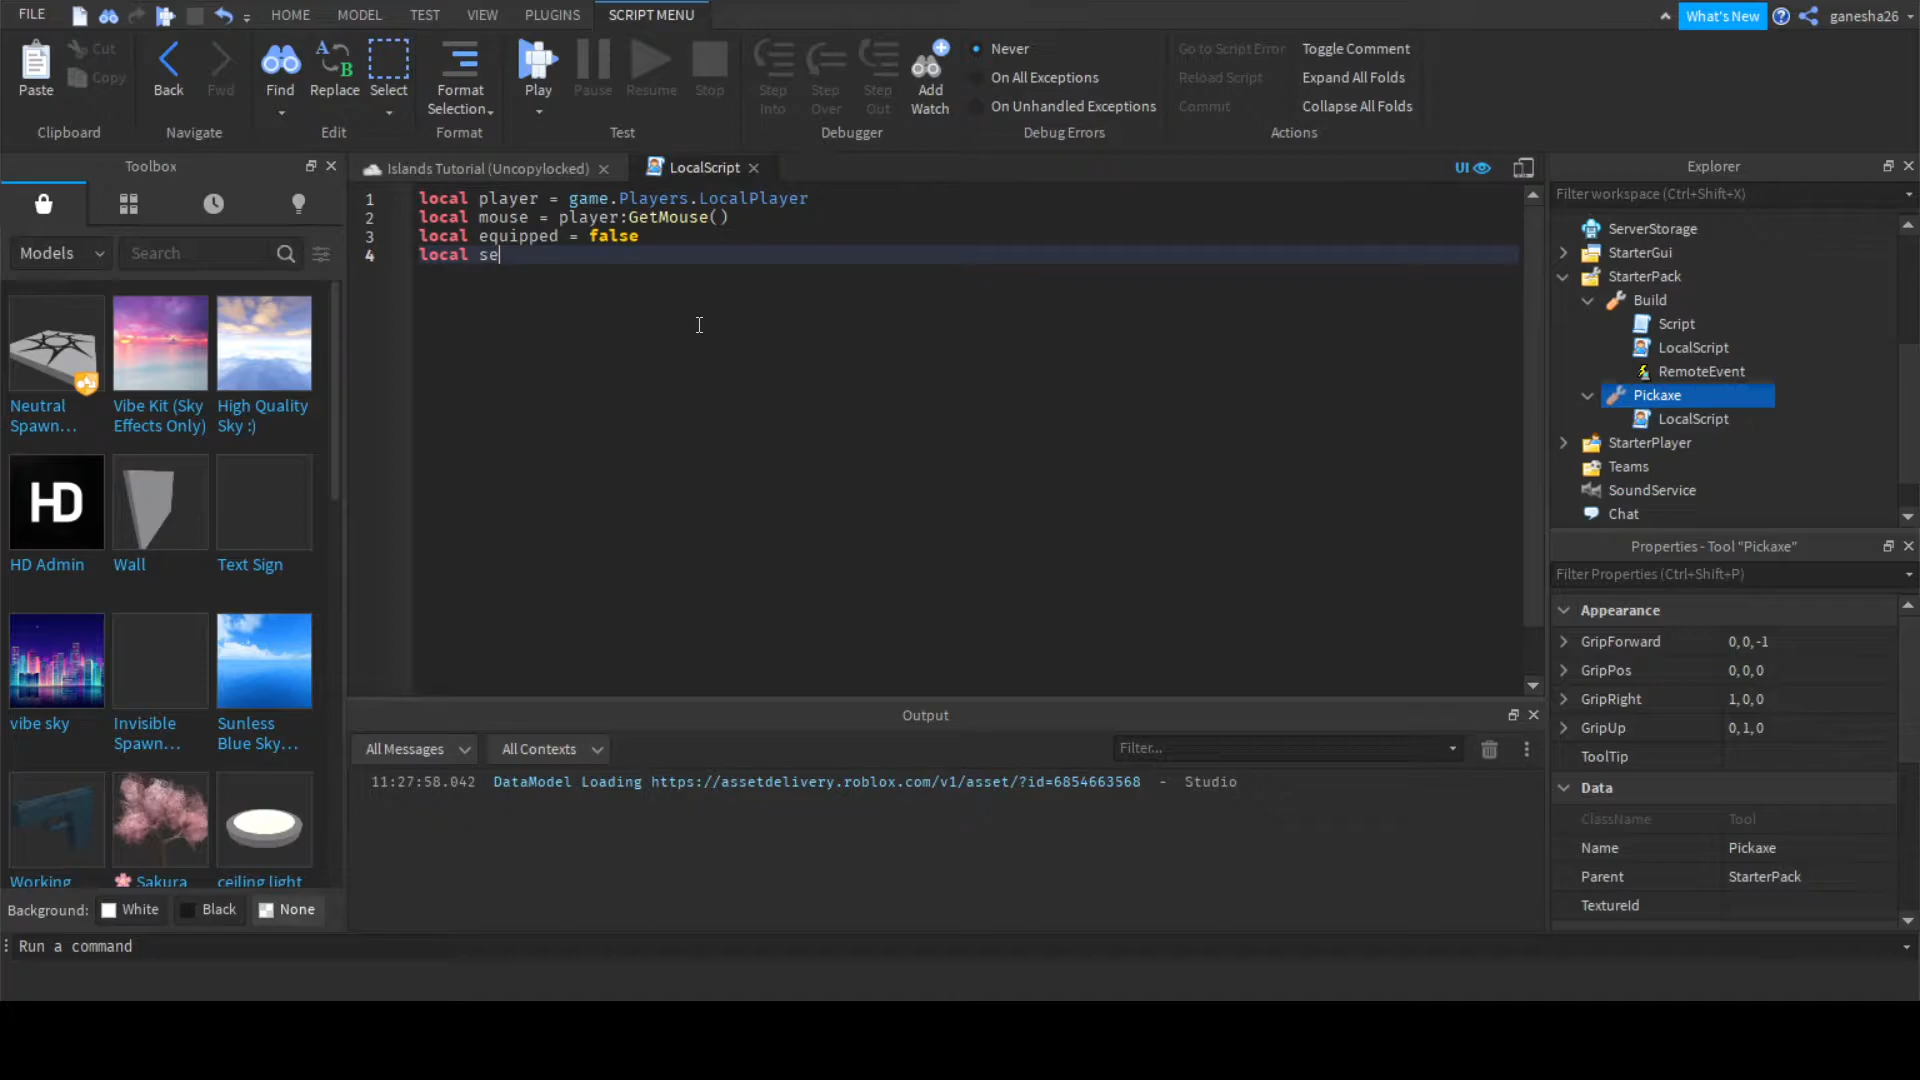 FILE HOME MODEL TEST VIEW PLUGINS SCRIPT MENU What's New ganesha26
Paste Cut Copy
Clipboard
Back Fwd
Navigate
Find Replace Select
Edit
Format Selection
Format
Play Pause Resume Stop
Test
Step Into Step Over Step Out Add Watch
Debugger
Never
On All Exceptions
On Unhandled Exceptions
Debug Errors
Go to Script Error Toggle Comment
Reload Script Expand All Folds
Commit Collapse All Folds
Actions
Toolbox
Models Search
Neutral Spawn...
Vibe Kit (Sky Effects Only)
High Quality Sky :)
HD
HD Admin
Wall
Text Sign
vibe sky
Invisible Spawn...
Sunless Blue Sky...
Working
🌸 Sakura
ceiling light
Background: White Black None
Islands Tutorial (Uncopylocked) LocalScript UI
1 local player = game.Players.LocalPlayer
2 local mouse = player:GetMouse()
3 local equipped = false
4 local se
Output
All Messages All Contexts Filter...
11:27:58.042 DataModel Loading https://assetdelivery.roblox.com/v1/asset/?id=6854663568 - Studio
Explorer
Filter workspace (Ctrl+Shift+X)
ServerStorage
StarterGui
StarterPack
Build
Script
LocalScript
RemoteEvent
Pickaxe
LocalScript
StarterPlayer
Teams
SoundService
Chat
Properties - Tool "Pickaxe"
Filter Properties (Ctrl+Shift+P)
Appearance
GripForward 0,0,-1
GripPos 0,0,0
GripRight 1,0,0
GripUp 0,1,0
ToolTip
Data
ClassName Tool
Name Pickaxe
Parent StarterPack
TextureId
Run a command